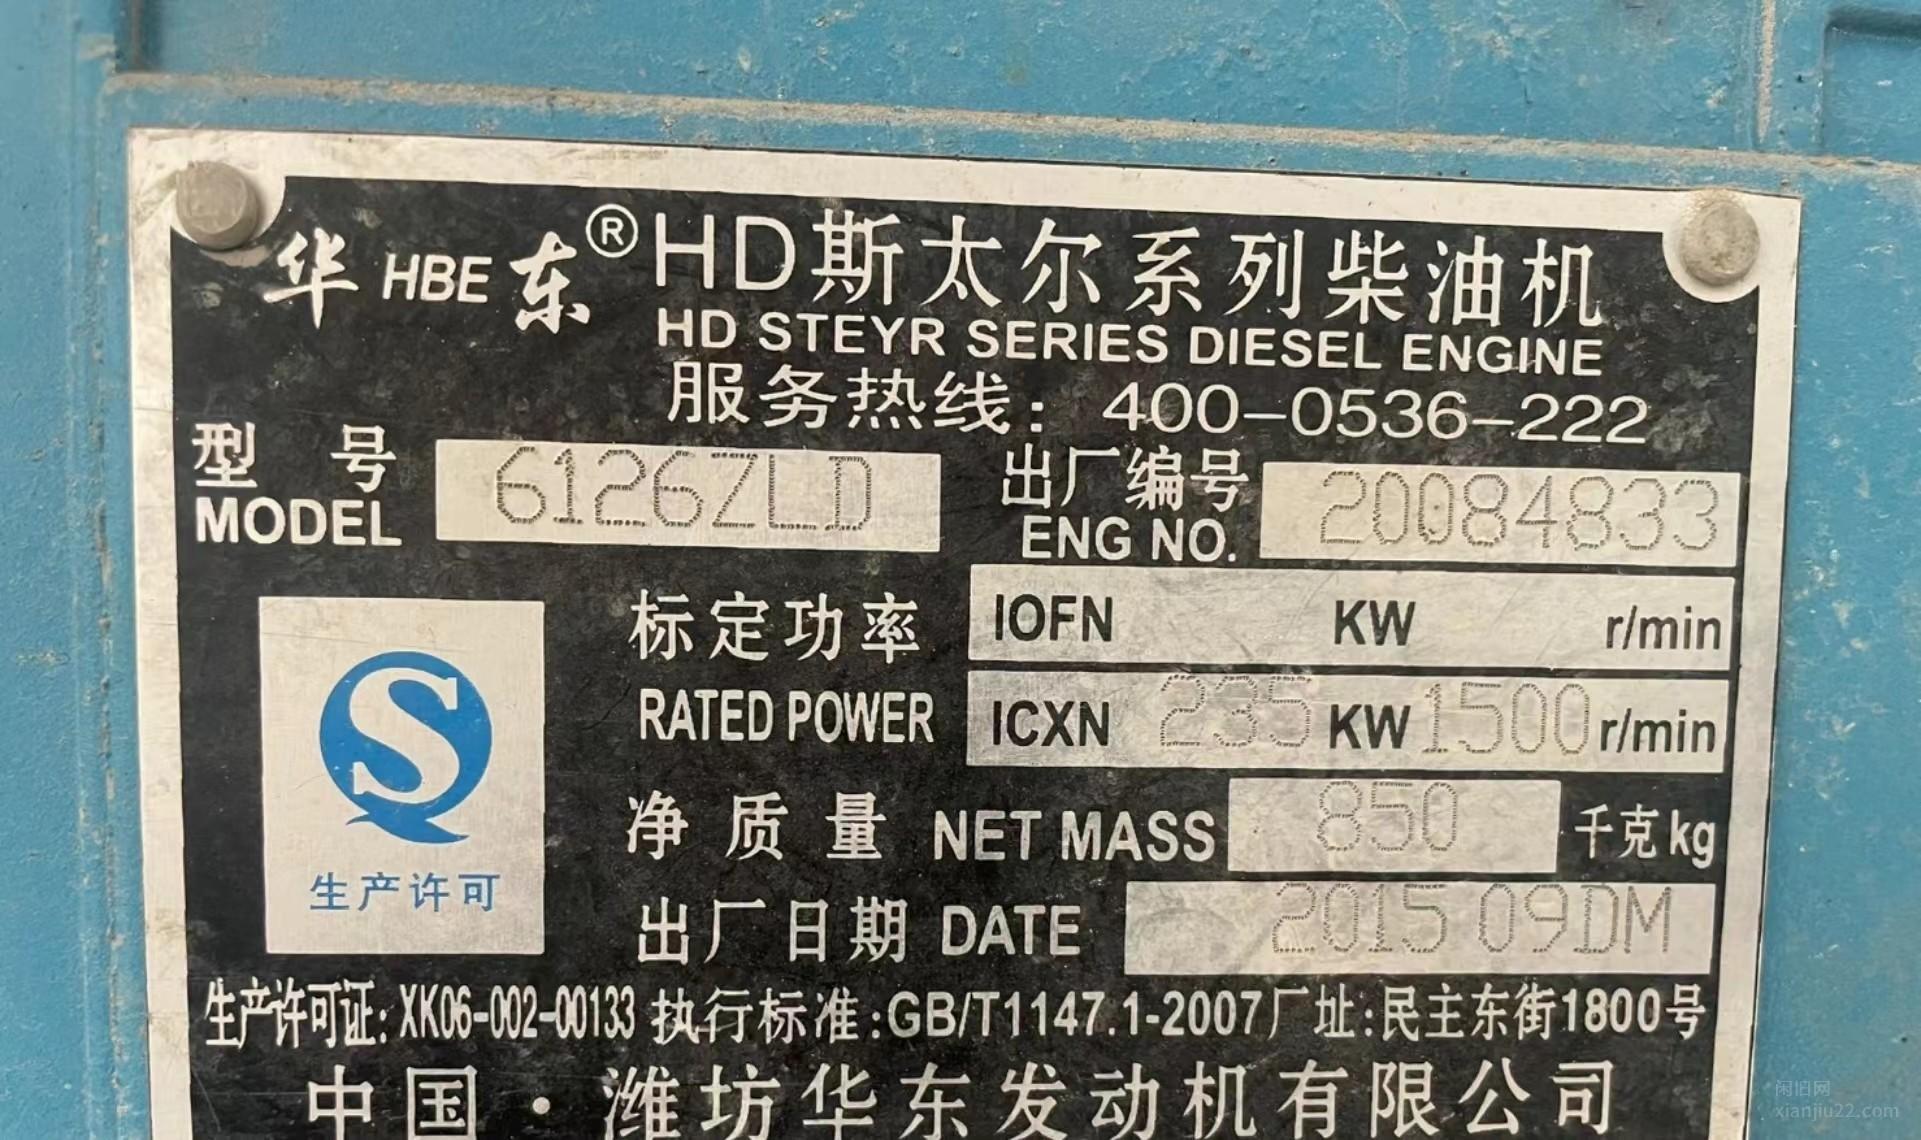 华 HBE 东 ® HD斯太尔系列柴油机
HD STEYR SERIES DIESEL ENGINE
服务热线：400-0536-222
型 号 MODEL 6126ZLD 出厂编号 ENG NO. 20084833
标定功率 IOFN KW r/min
RATED POWER ICXN 235 KW 1500 r/min
净 质 量 NET MASS 850 千克 kg
出厂日期 DATE 2015 09DM
S
生产许可
生产许可证: XK06-002-00133 执行标准:GB/T1147.1-2007 厂址:民主东街1800号
中国·潍坊华东发动机有限公司
闲旧网
xianjiu22.com